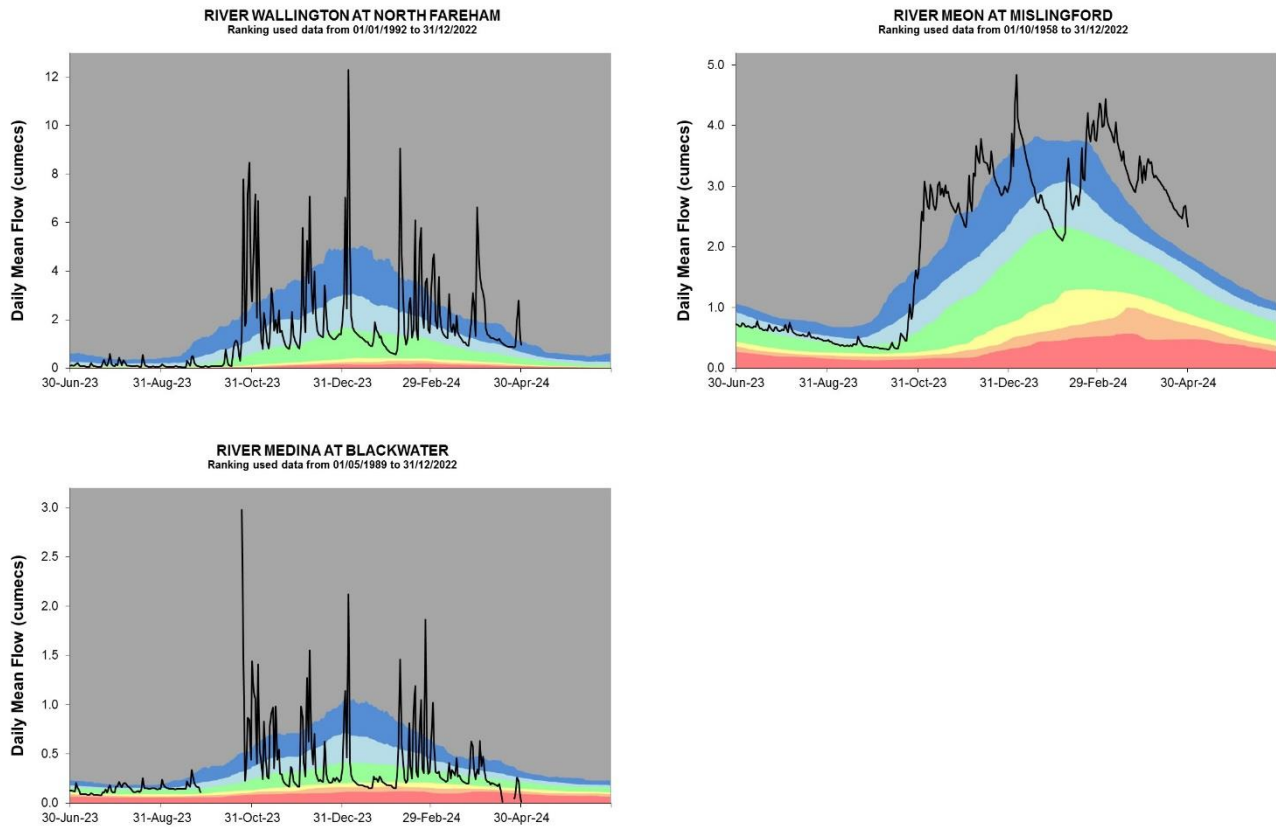 RIVER WALLINGTON AT NORTH FAREHAM
Ranking used data from 01/01/1992 to 31/12/2022
Daily Mean Flow (cumecs)
12
10
8
6
4
2
0
30-Jun-23 31-Aug-23 31-Oct-23 31-Dec-23 29-Feb-24 30-Apr-24
RIVER MEON AT MISLINGFORD
Ranking used data from 01/10/1958 to 31/12/2022
Daily Mean Flow (cumecs)
5.0
4.0
3.0
2.0
1.0
0.0
30-Jun-23 31-Aug-23 31-Oct-23 31-Dec-23 29-Feb-24 30-Apr-24
RIVER MEDINA AT BLACKWATER
Ranking used data from 01/05/1989 to 31/12/2022
Daily Mean Flow (cumecs)
3.0
2.5
2.0
1.5
1.0
0.5
0.0
30-Jun-23 31-Aug-23 31-Oct-23 31-Dec-23 29-Feb-24 30-Apr-24